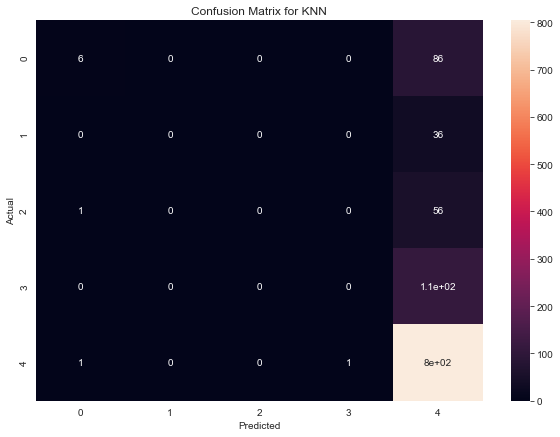 Confusion Matrix for KNN
800
0 6 0 0 0 86
700
600
1 0 0 0 0 36
500
Actual
2 1 0 0 0 56
400
300
3 0 0 0 0 1.1e+02
200
100
4 1 0 0 1 8e+02
0
0 1 2 3 4
Predicted